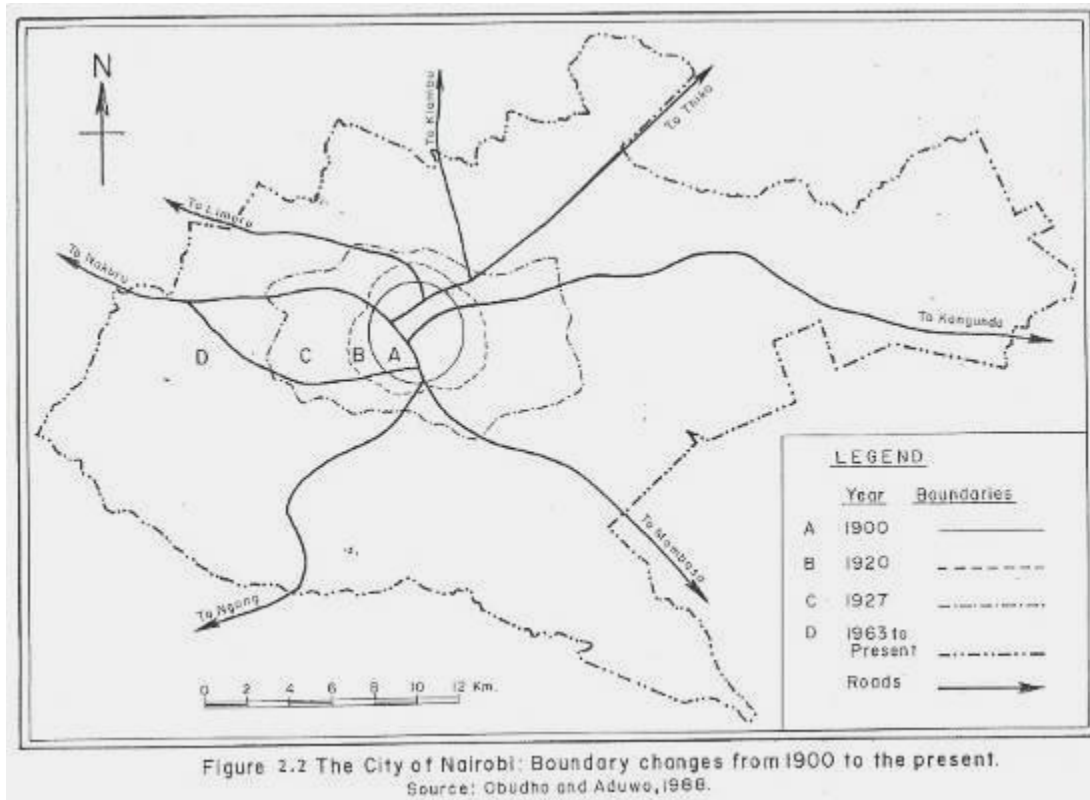 N
To Kiambu
To Thika
To Limuru
To Nakuru
To Kangundo
D
C
B
A
To Mombasa
To Ngong
0 2 4 6 8 10 12 Km.
LEGEND
Year Boundaries
A 1900
B 1920
C 1927
D 1963 to
Present
Roads
Figure 2.2 The City of Nairobi: Boundary changes from 1900 to the present.
Source: Obudho and Aduwo, 1988.